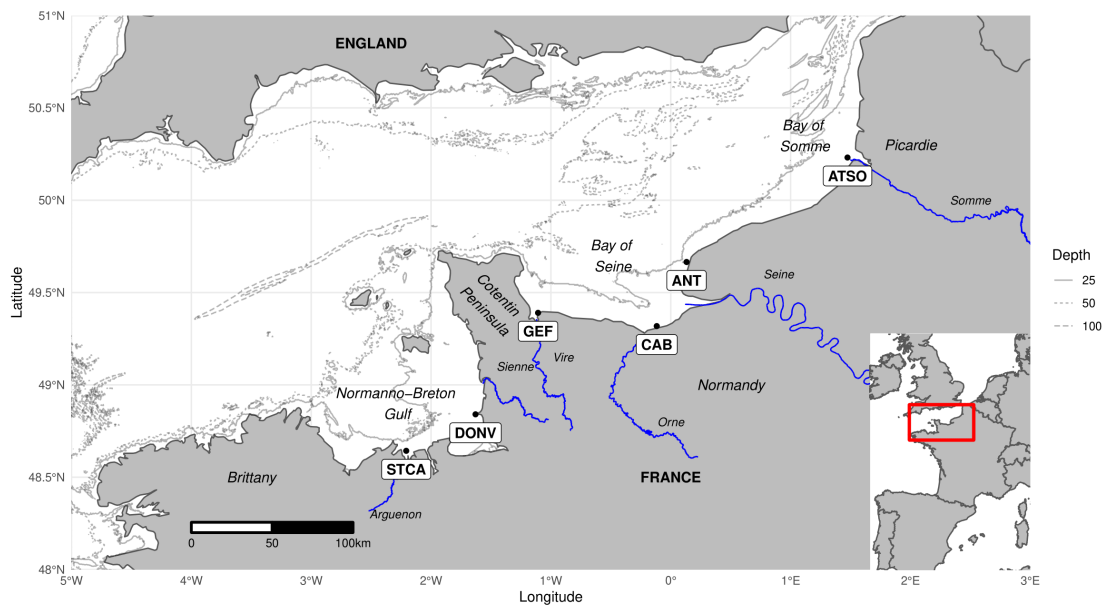 51°N
50.5°N
50°N
49.5°N
49°N
48.5°N
48°N
Latitude
5°W
4°W
3°W
2°W
1°W
0°
1°E
2°E
3°E
Longitude
ENGLAND
Bay of
Somme
Picardie
ATSO
Somme
Bay of
Seine
ANT
Seine
Cotentin
Peninsula
GEF
CAB
Sienne
Vire
Normanno−Breton
Gulf
Normandy
DONV
Orne
STCA
Brittany
FRANCE
Arguenon
0
50
100km
Depth
25
50
100